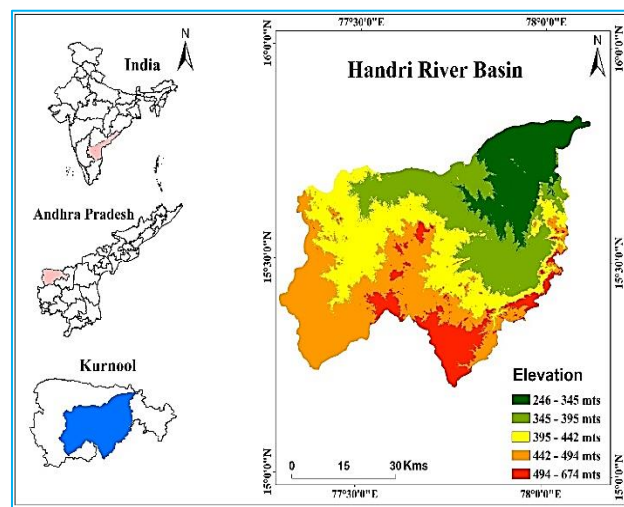 India
N
Andhra Pradesh
Kurnool
77°30'0"E
78°0'0"E
Handri River Basin
N
16°0'0"N
16°0'0"N
15°30'0"N
15°30'0"N
15°0'0"N
15°0'0"N
Elevation
246 - 345 mts
345 - 395 mts
395 - 442 mts
442 - 494 mts
494 - 674 mts
0 15 30 Kms
77°30'0"E
78°0'0"E